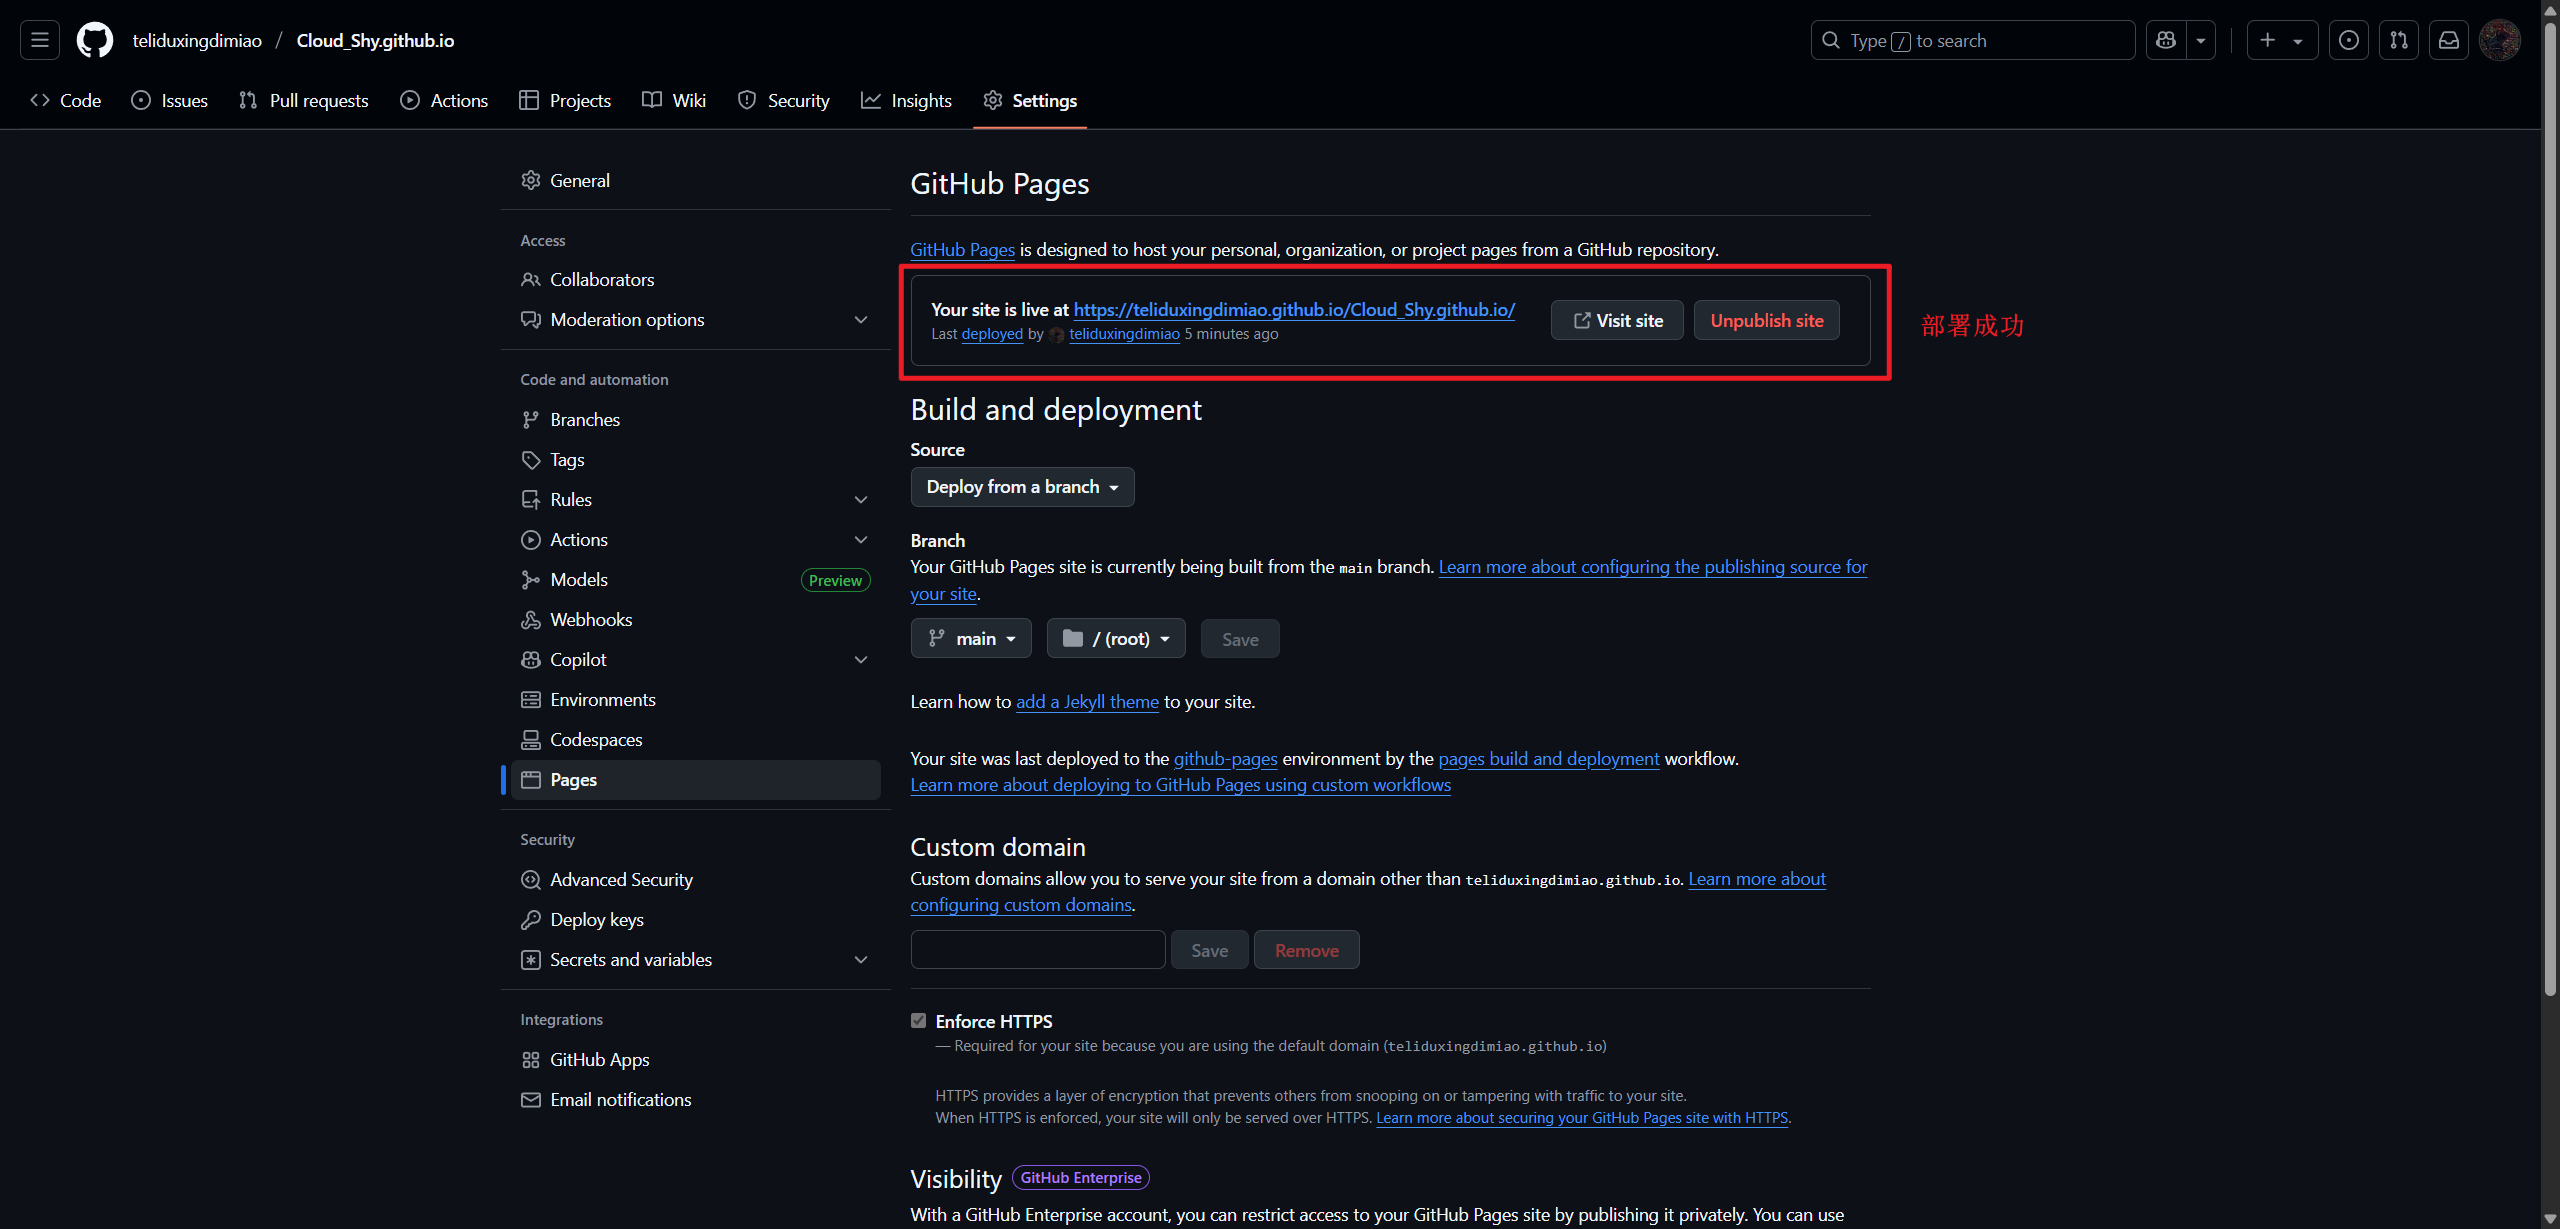 teliduxingdimiao / Cloud_Shy.github.io
Type / to search
Code
Issues
Pull requests
Actions
Projects
Wiki
Security
Insights
Settings
General
Access
Collaborators
Moderation options
Code and automation
Branches
Tags
Rules
Actions
Models
Preview
Webhooks
Copilot
Environments
Codespaces
Pages
Security
Advanced Security
Deploy keys
Secrets and variables
Integrations
GitHub Apps
Email notifications
GitHub Pages
GitHub Pages is designed to host your personal, organization, or project pages from a GitHub repository.
Your site is live at https://teliduxingdimiao.github.io/Cloud_Shy.github.io/
Last deployed by teliduxingdimiao 5 minutes ago
Visit site
Unpublish site
部署成功
Build and deployment
Source
Deploy from a branch
Branch
Your GitHub Pages site is currently being built from the main branch. Learn more about configuring the publishing source for
your site.
main
/ (root)
Save
Learn how to add a Jekyll theme to your site.
Your site was last deployed to the github-pages environment by the pages build and deployment workflow.
Learn more about deploying to GitHub Pages using custom workflows
Custom domain
Custom domains allow you to serve your site from a domain other than teliduxingdimiao.github.io. Learn more about
configuring custom domains.
Save
Remove
Enforce HTTPS
— Required for your site because you are using the default domain (teliduxingdimiao.github.io)
HTTPS provides a layer of encryption that prevents others from snooping on or tampering with traffic to your site.
When HTTPS is enforced, your site will only be served over HTTPS. Learn more about securing your GitHub Pages site with HTTPS.
Visibility
GitHub Enterprise
With a GitHub Enterprise account, you can restrict access to your GitHub Pages site by publishing it privately. You can use